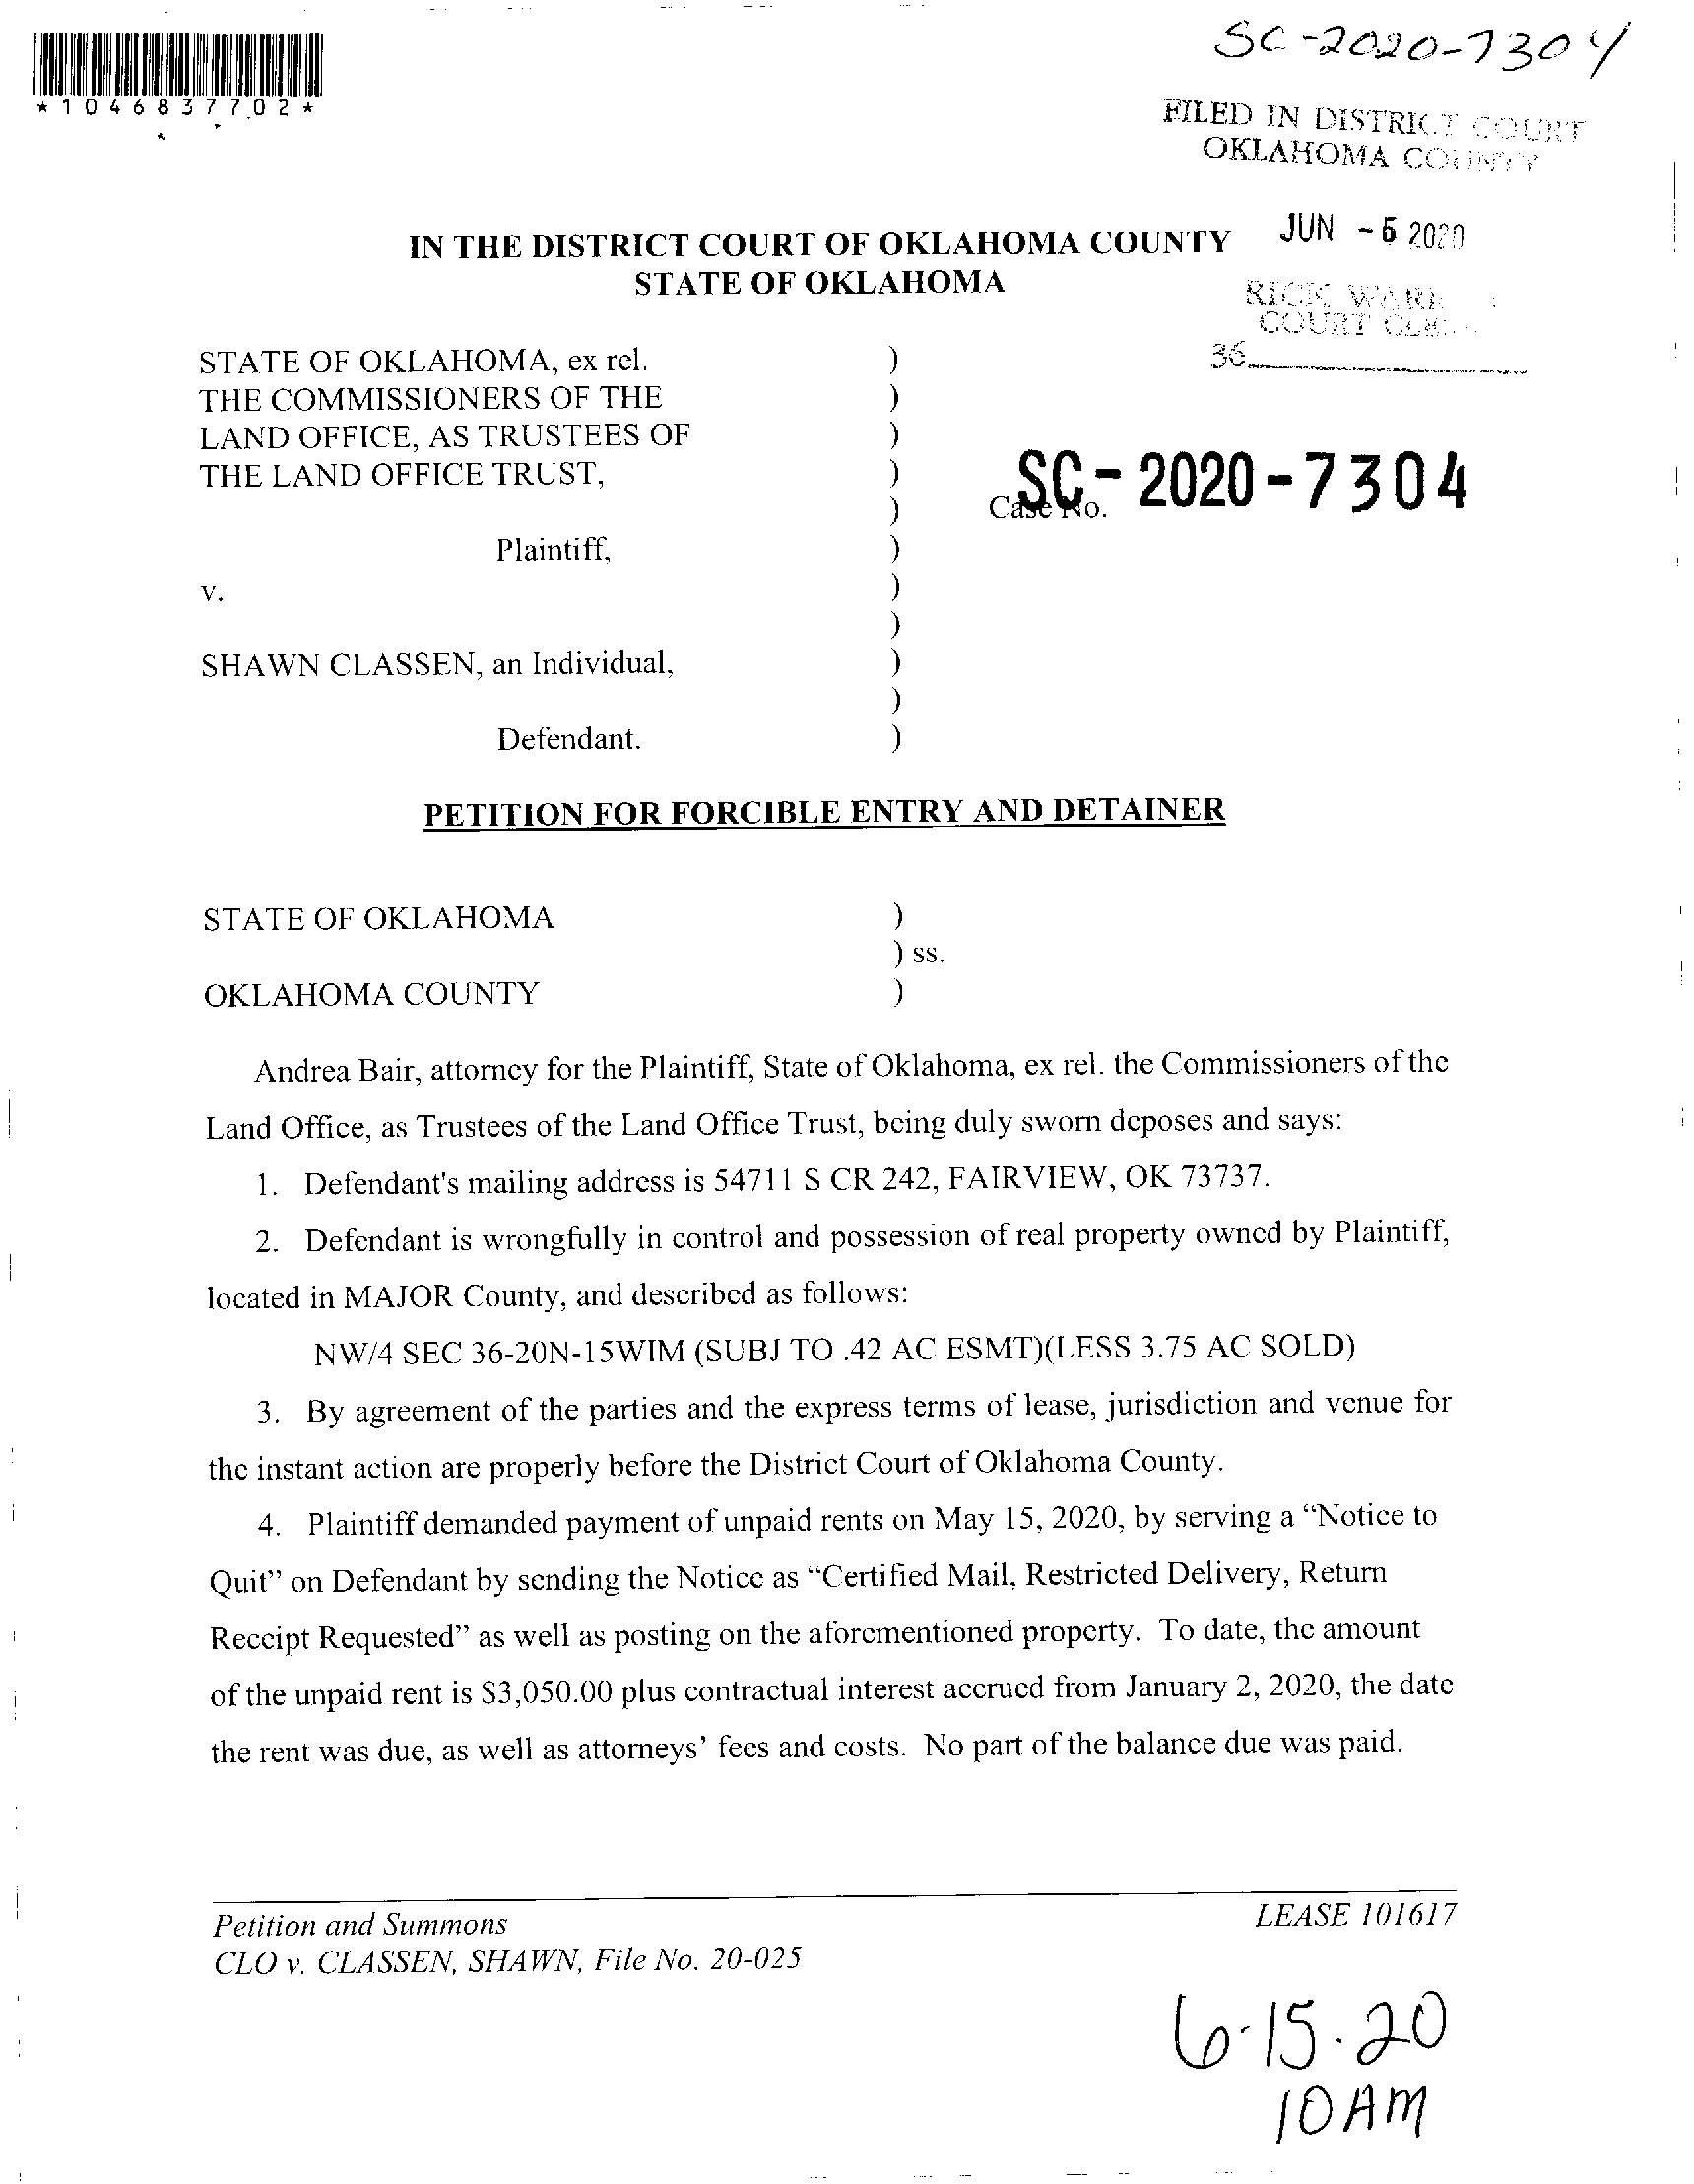 SC-2020-7304
*1046837702*
FILED IN DISTRICT COURT
OKLAHOMA COUNTY
JUN - 5 2020
IN THE DISTRICT COURT OF OKLAHOMA COUNTY
STATE OF OKLAHOMA
RICK
COURT
36
STATE OF OKLAHOMA, ex rel. )
THE COMMISSIONERS OF THE )
LAND OFFICE, AS TRUSTEES OF )
THE LAND OFFICE TRUST, )
) Case No. SC-2020-7304
Plaintiff, )
v. )
)
SHAWN CLASSEN, an Individual, )
)
Defendant. )
PETITION FOR FORCIBLE ENTRY AND DETAINER
STATE OF OKLAHOMA )
) ss.
OKLAHOMA COUNTY )
Andrea Bair, attorney for the Plaintiff, State of Oklahoma, ex rel. the Commissioners of the
Land Office, as Trustees of the Land Office Trust, being duly sworn deposes and says:
1. Defendant's mailing address is 54711 S CR 242, FAIRVIEW, OK 73737.
2. Defendant is wrongfully in control and possession of real property owned by Plaintiff,
located in MAJOR County, and described as follows:
NW/4 SEC 36-20N-15WIM (SUBJ TO .42 AC ESMT)(LESS 3.75 AC SOLD)
3. By agreement of the parties and the express terms of lease, jurisdiction and venue for
the instant action are properly before the District Court of Oklahoma County.
4. Plaintiff demanded payment of unpaid rents on May 15, 2020, by serving a “Notice to
Quit” on Defendant by sending the Notice as “Certified Mail, Restricted Delivery, Return
Receipt Requested” as well as posting on the aforementioned property. To date, the amount
of the unpaid rent is $3,050.00 plus contractual interest accrued from January 2, 2020, the date
the rent was due, as well as attorneys’ fees and costs. No part of the balance due was paid.
Petition and Summons LEASE 101617
CLO v. CLASSEN, SHAWN, File No. 20-025
6-15-20
10 AM